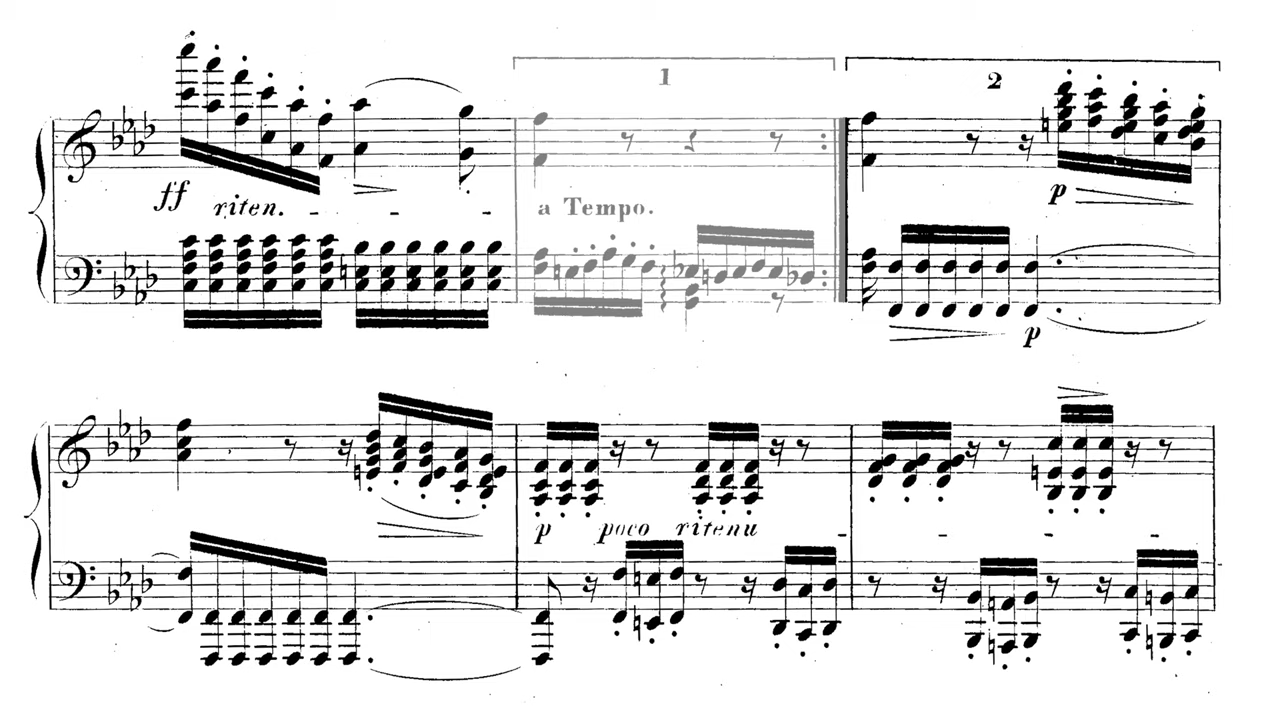 1 2
ff riten. - - - a Tempo. p
p
p poco ritenu - - - -